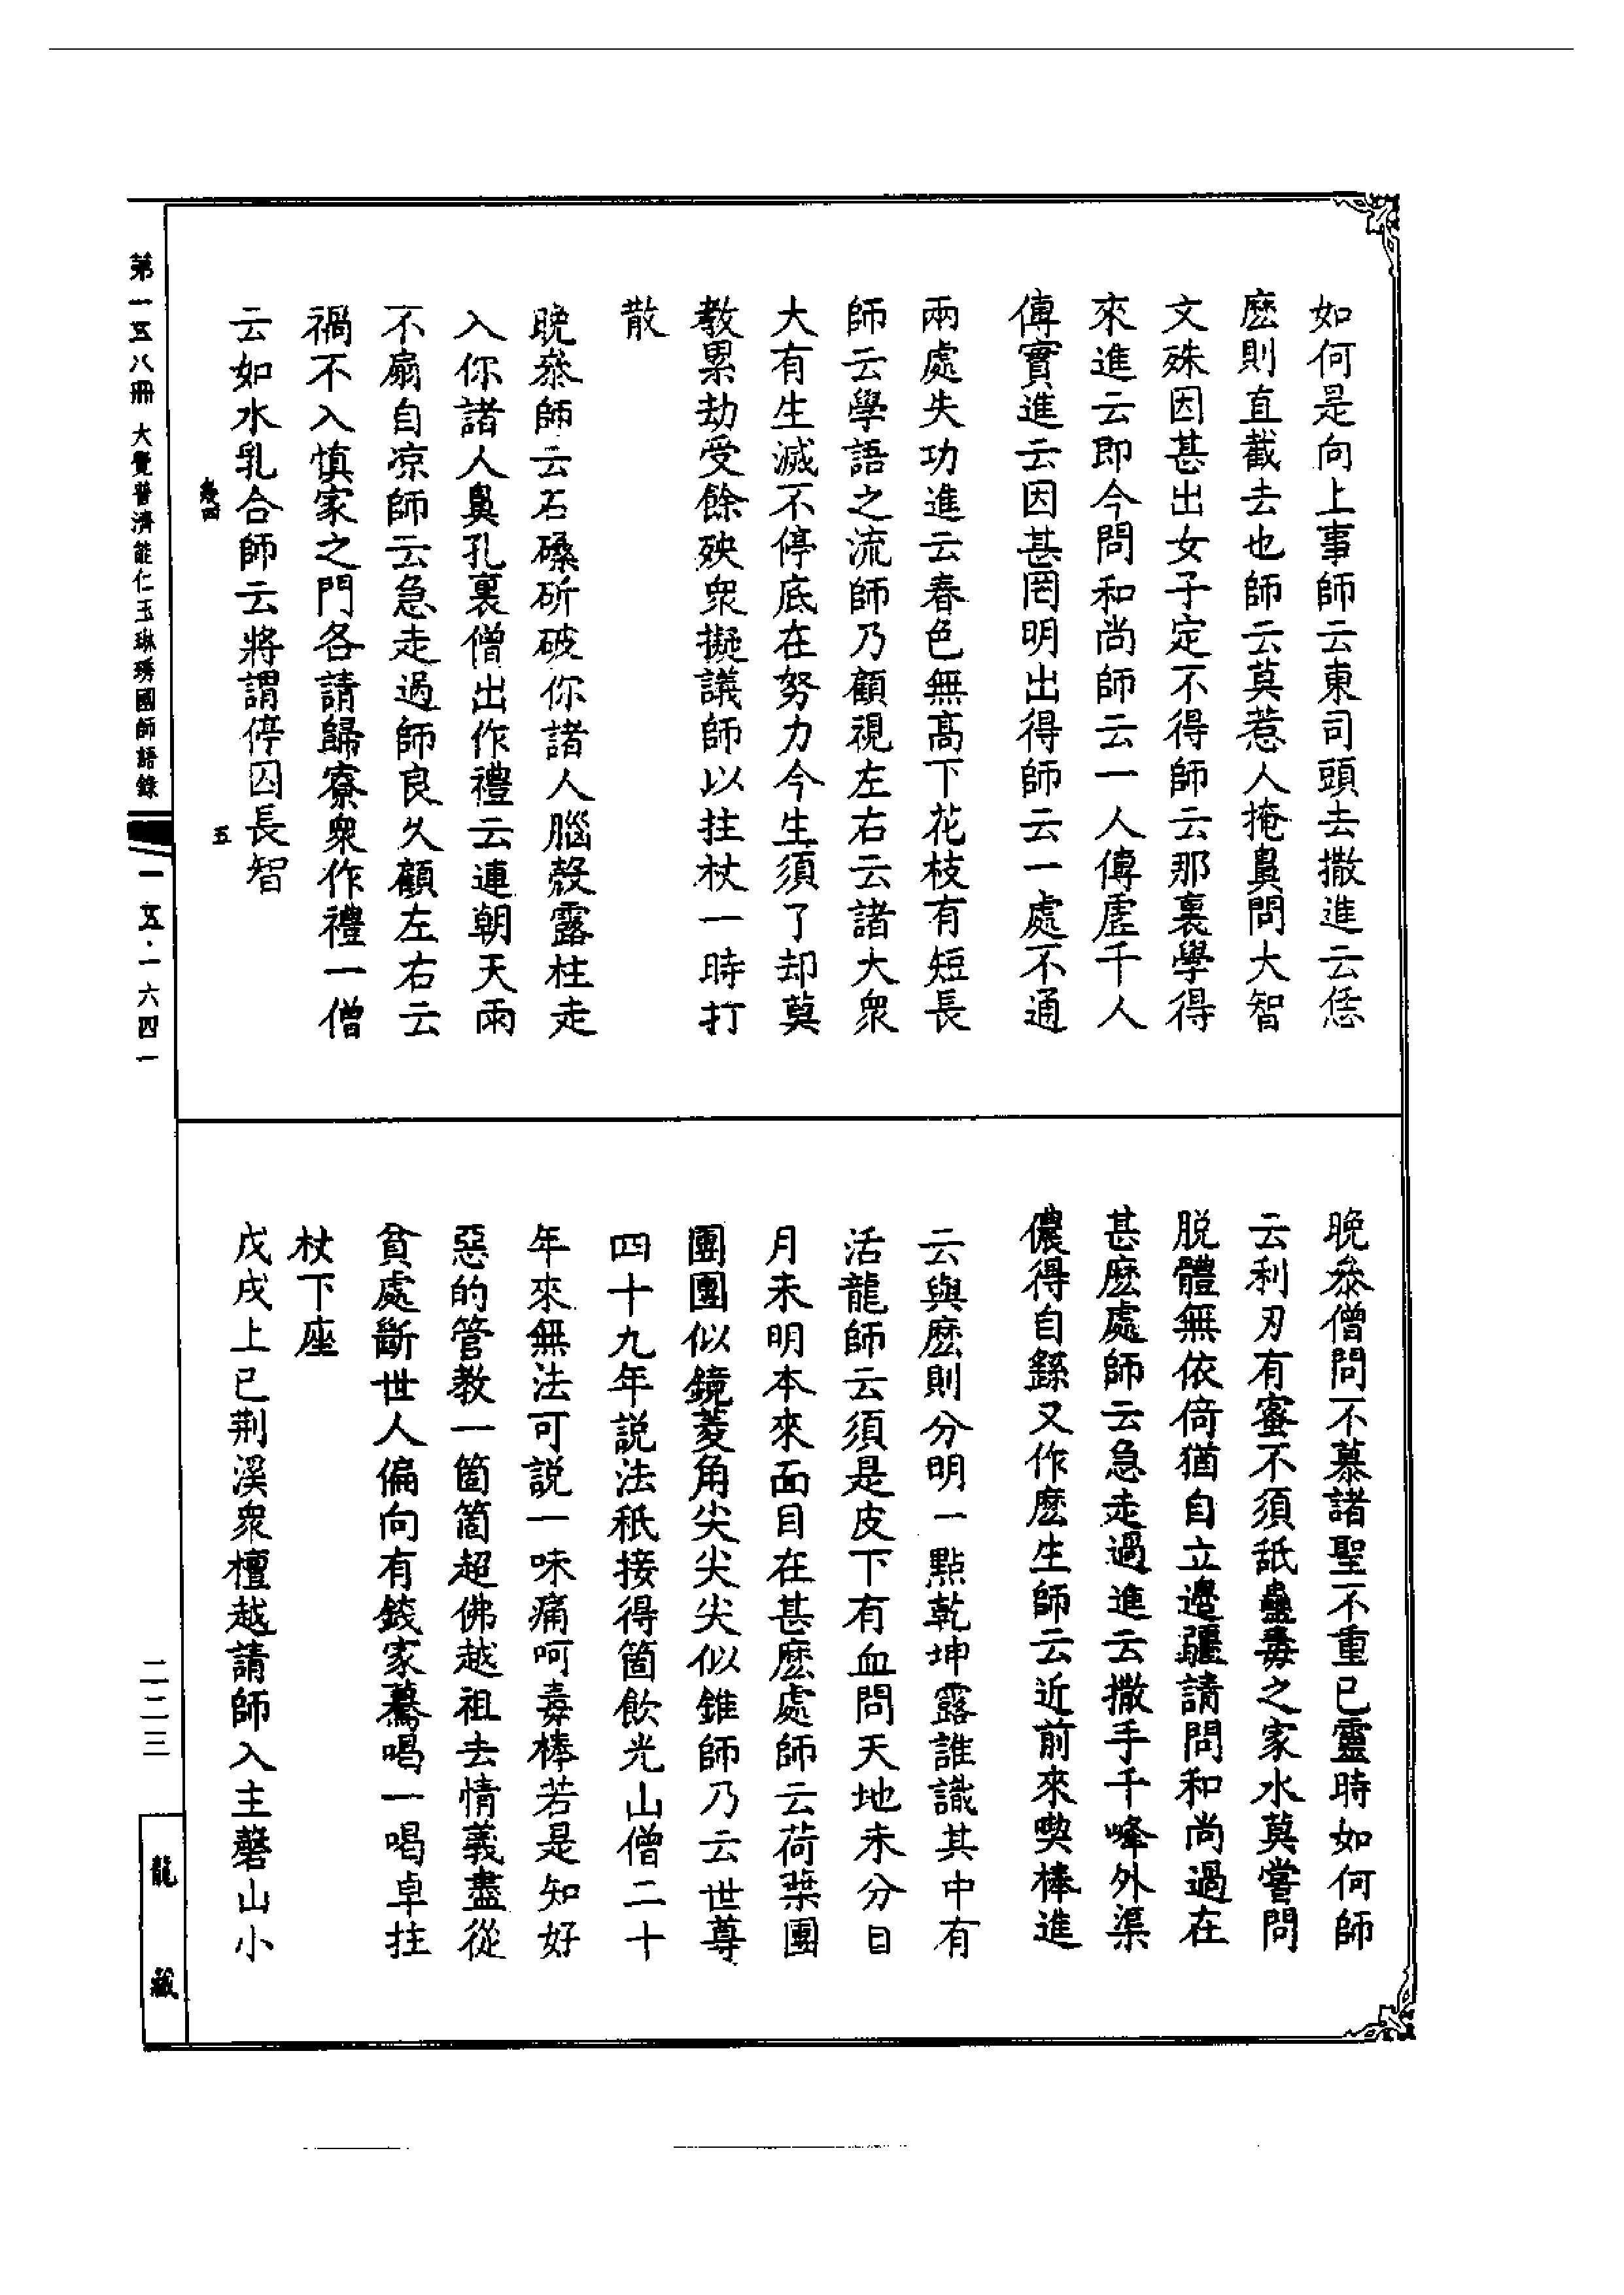 如何是向上事師云東司頭去撒進云恁
麽則直截去也師云莫惹人掩鼻問大智
文殊因甚出女子定不得師云那裏學得
來進云即今問和尚師云一人傳虛千人
傳實進云因甚罔明出得師云一處不通
兩處失功進云春色無高下花枝有短長
師云學語之流師乃顧視左右云諸大衆
大有生滅不停底在努力今生須了却莫
教累劫受餘殃衆擬議師以拄杖一時打
散
晚叅師云石磉斫破你諸人腦殼露柱走
入你諸人鼻孔裏僧出作禮云連朝天雨
不扇自凉師云急走過師良久顧左右云
禍不入慎家之門各請歸寮衆作禮一僧
云如水乳合師云將謂停囚長智
五
晚叅僧問不慕諸聖不重已靈時如何師
云利刃有蜜不須舐蠱毒之家水莫嘗問
脫體無依倚猶自立邊疆請問和尚過在
甚麽處師云急走過進云撒手千峰外渠
儂得自繇又作麽生師云近前來喫棒進
云與麽則分明一點乾坤露誰識其中有
活龍師云須是皮下有血問天地未分日
月未明本來面目在甚麽處師云荷葉團
團團似鏡菱角尖尖尖尖似錐師乃云世尊
四十九年說法秖接得箇飲光山僧二十
年來無法可說一味痛呵毒棒若是知好
惡的管教一箇箇超佛越祖去情義盡從
貧處斷世人偏向有錢家驀喝一喝卓拄
杖下座
戊戌上巳荆溪衆檀越請師入主磬山小
第一五八冊 大覺普濟能仁玉琳琇國師語錄
一五·一六四一
二二三
龍藏